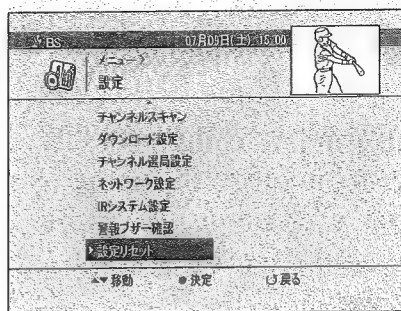 BS 07月05日(土) 15:00
メニュー >
設定
チャンネルスキャン
ダウンロード設定
チャンネル選局設定
ネットワーク設定
IRシステム設定
警報ブザー確認
設定リセット
移動 決定 戻る